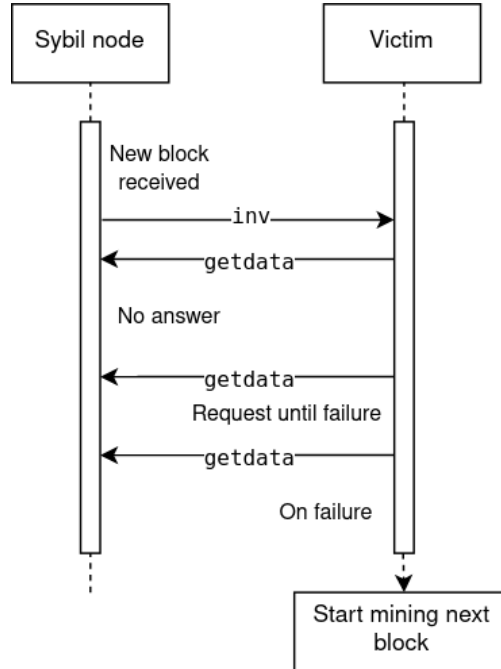 Sybil node
Victim
New block
received
inv
getdata
No answer
getdata
Request until failure
getdata
On failure
Start mining next
block